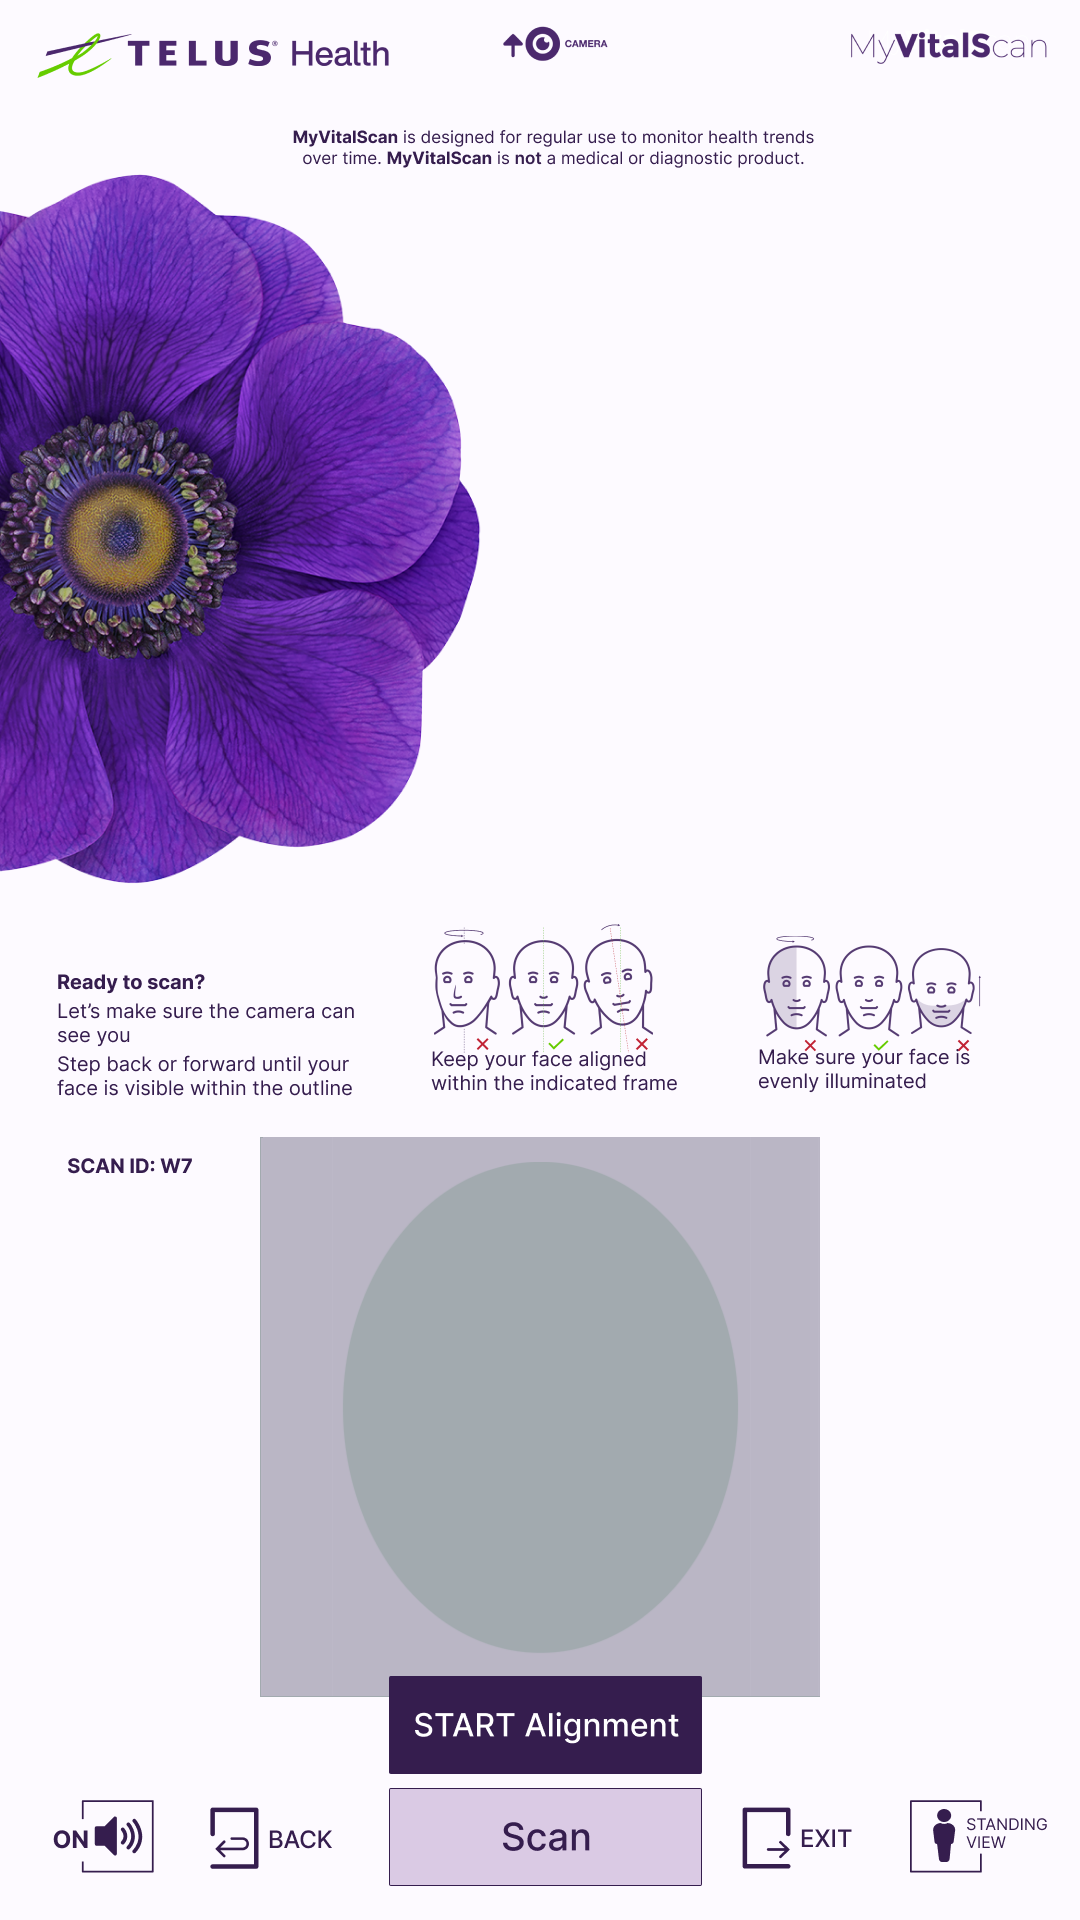 TELUS® Health
CAMERA
MyVitalScan
MyVitalScan is designed for regular use to monitor health trends
over time. MyVitalScan is not a medical or diagnostic product.
Ready to scan?
Let’s make sure the camera can
see you
Step back or forward until your
face is visible within the outline
Keep your face aligned
within the indicated frame
Make sure your face is
evenly illuminated
SCAN ID: W7
START Alignment
Scan
ON
BACK
EXIT
STANDING
VIEW